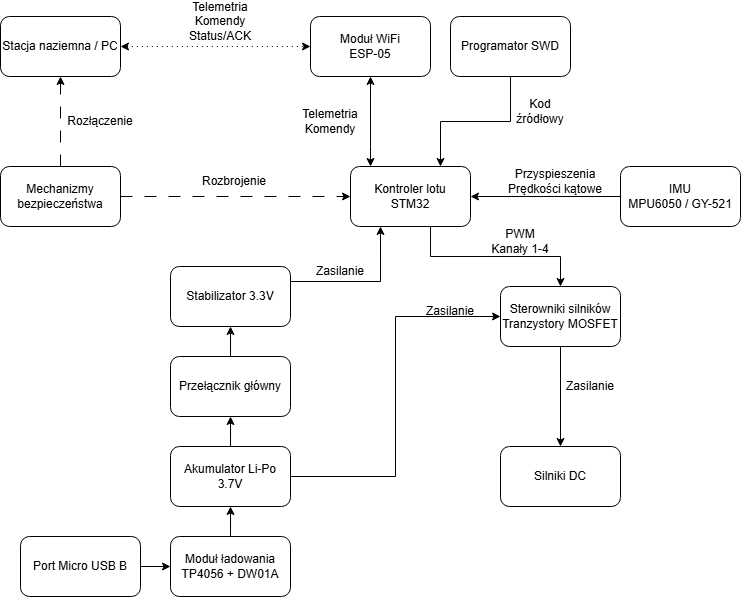 Telemetria
Komendy
Status/ACK
Stacja naziemna / PC
Moduł WiFi
ESP-05
Programator SWD
Rozłączenie
Telemetria
Komendy
Kod
źródłowy
Mechanizmy
bezpieczeństwa
Rozbrojenie
Kontroler lotu
STM32
Przyspieszenia
Prędkości kątowe
IMU
MPU6050 / GY-521
PWM
Kanały 1-4
Zasilanie
Stabilizator 3.3V
Zasilanie
Sterowniki silników
Tranzystory MOSFET
Przełącznik główny
Zasilanie
Akumulator Li-Po
3.7V
Silniki DC
Port Micro USB B
Moduł ładowania
TP4056 + DW01A